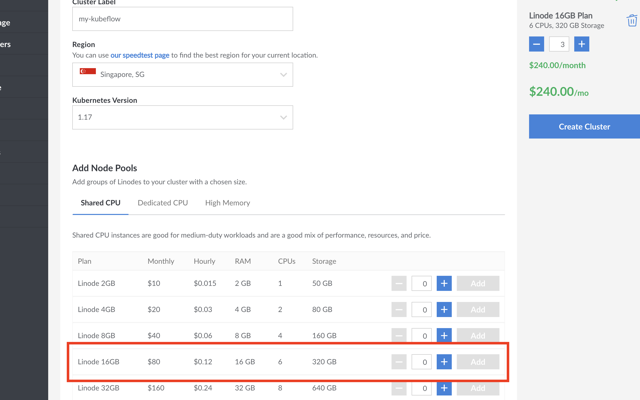 age
ers
Cluster Label
my-kubeflow
Region
You can use our speedtest page to find the best region for your current location.
Singapore, SG
Kubernetes Version
1.17
Add Node Pools
Add groups of Linodes to your cluster with a chosen size.
Shared CPU Dedicated CPU High Memory
Shared CPU instances are good for medium-duty workloads and are a good mix of performance, resources, and price.
Plan Monthly Hourly RAM CPUs Storage
Linode 2GB $10 $0.015 2 GB 1 50 GB − 0 + Add
Linode 4GB $20 $0.03 4 GB 2 80 GB − 0 + Add
Linode 8GB $40 $0.06 8 GB 4 160 GB − 0 + Add
Linode 16GB $80 $0.12 16 GB 6 320 GB − 0 + Add
Linode 32GB $160 $0.24 32 GB 8 640 GB − 0 + Add
Linode 16GB Plan
6 CPUs, 320 GB Storage
− 3 +
$240.00/month
$240.00/mo
Create Cluster